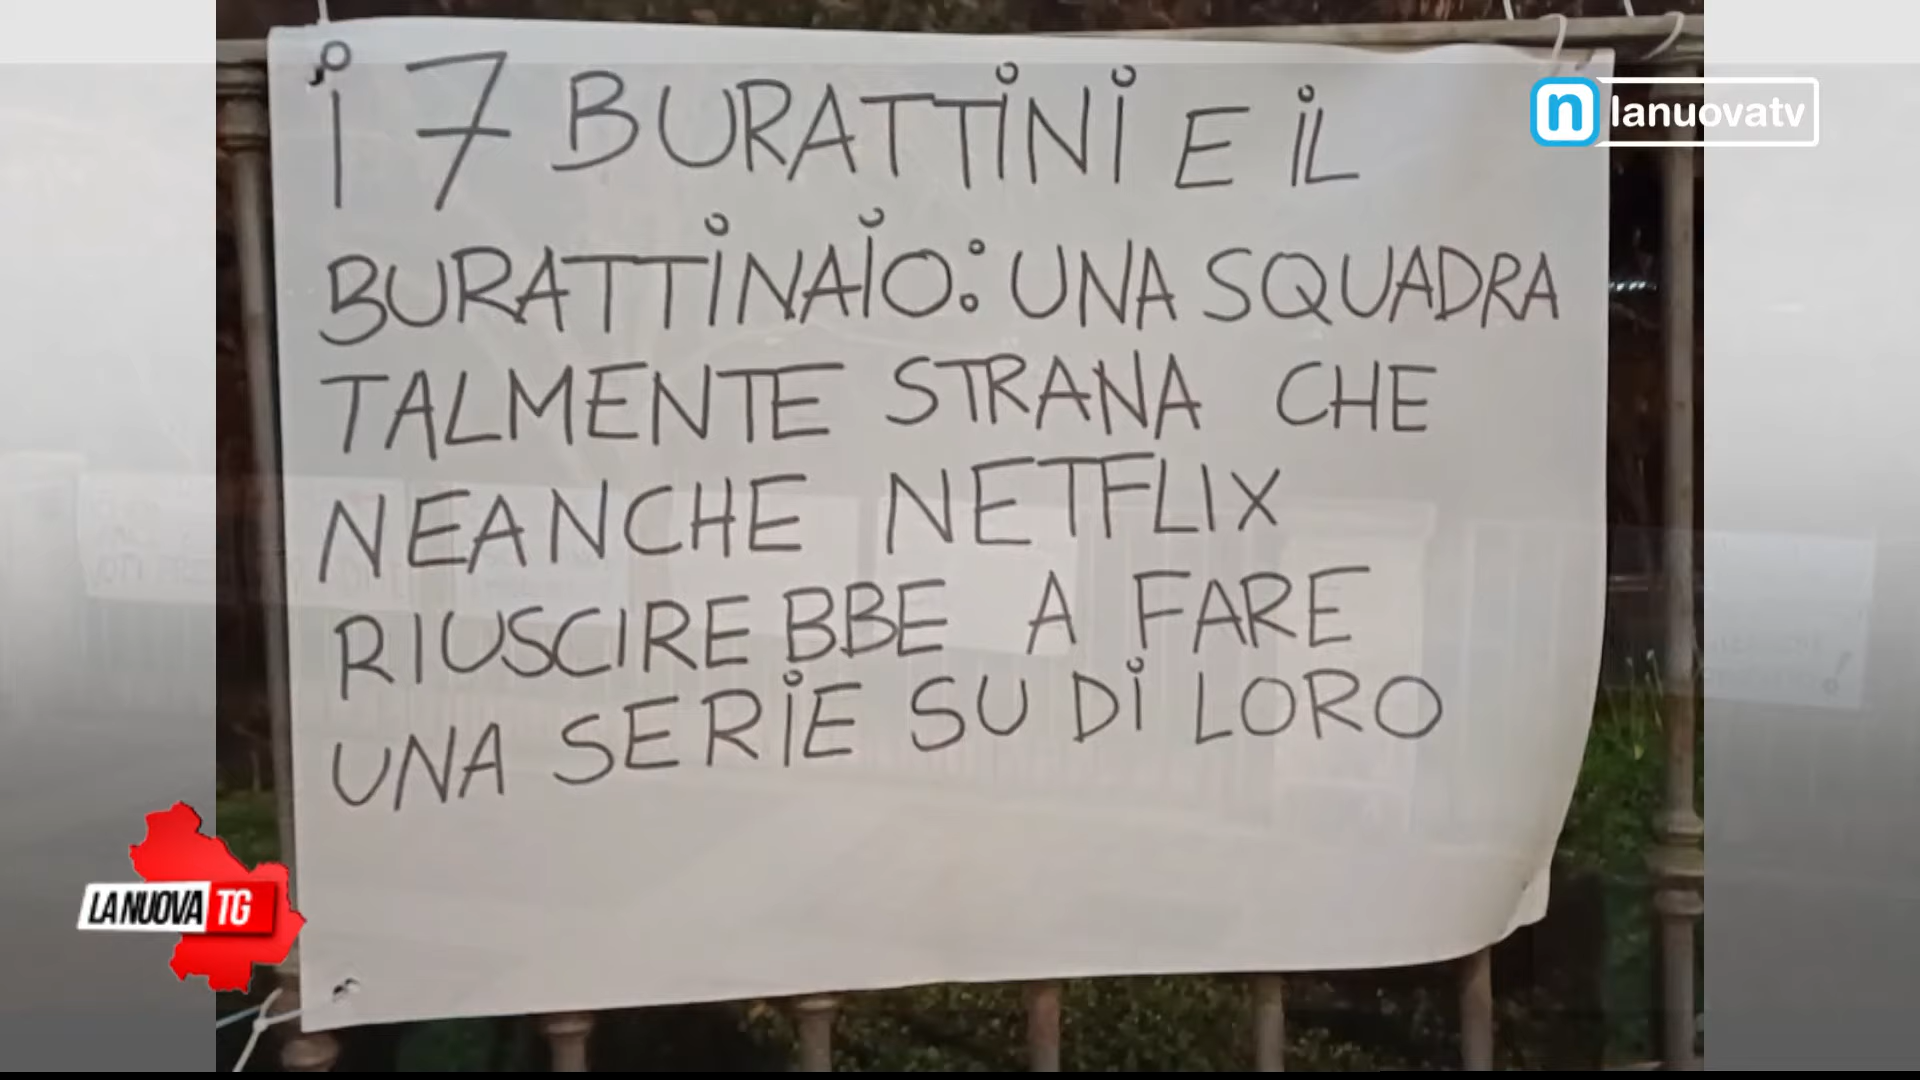 i 7 BURATTINI E IL
BURATTINAIO: UNA SQUADRA
TALMENTE STRANA CHE
NEANCHE NETFLIX
RIUSCIREBBE A FARE
UNA SERIE SU DI LORO
n lanuovatv
LA NUOVA TG